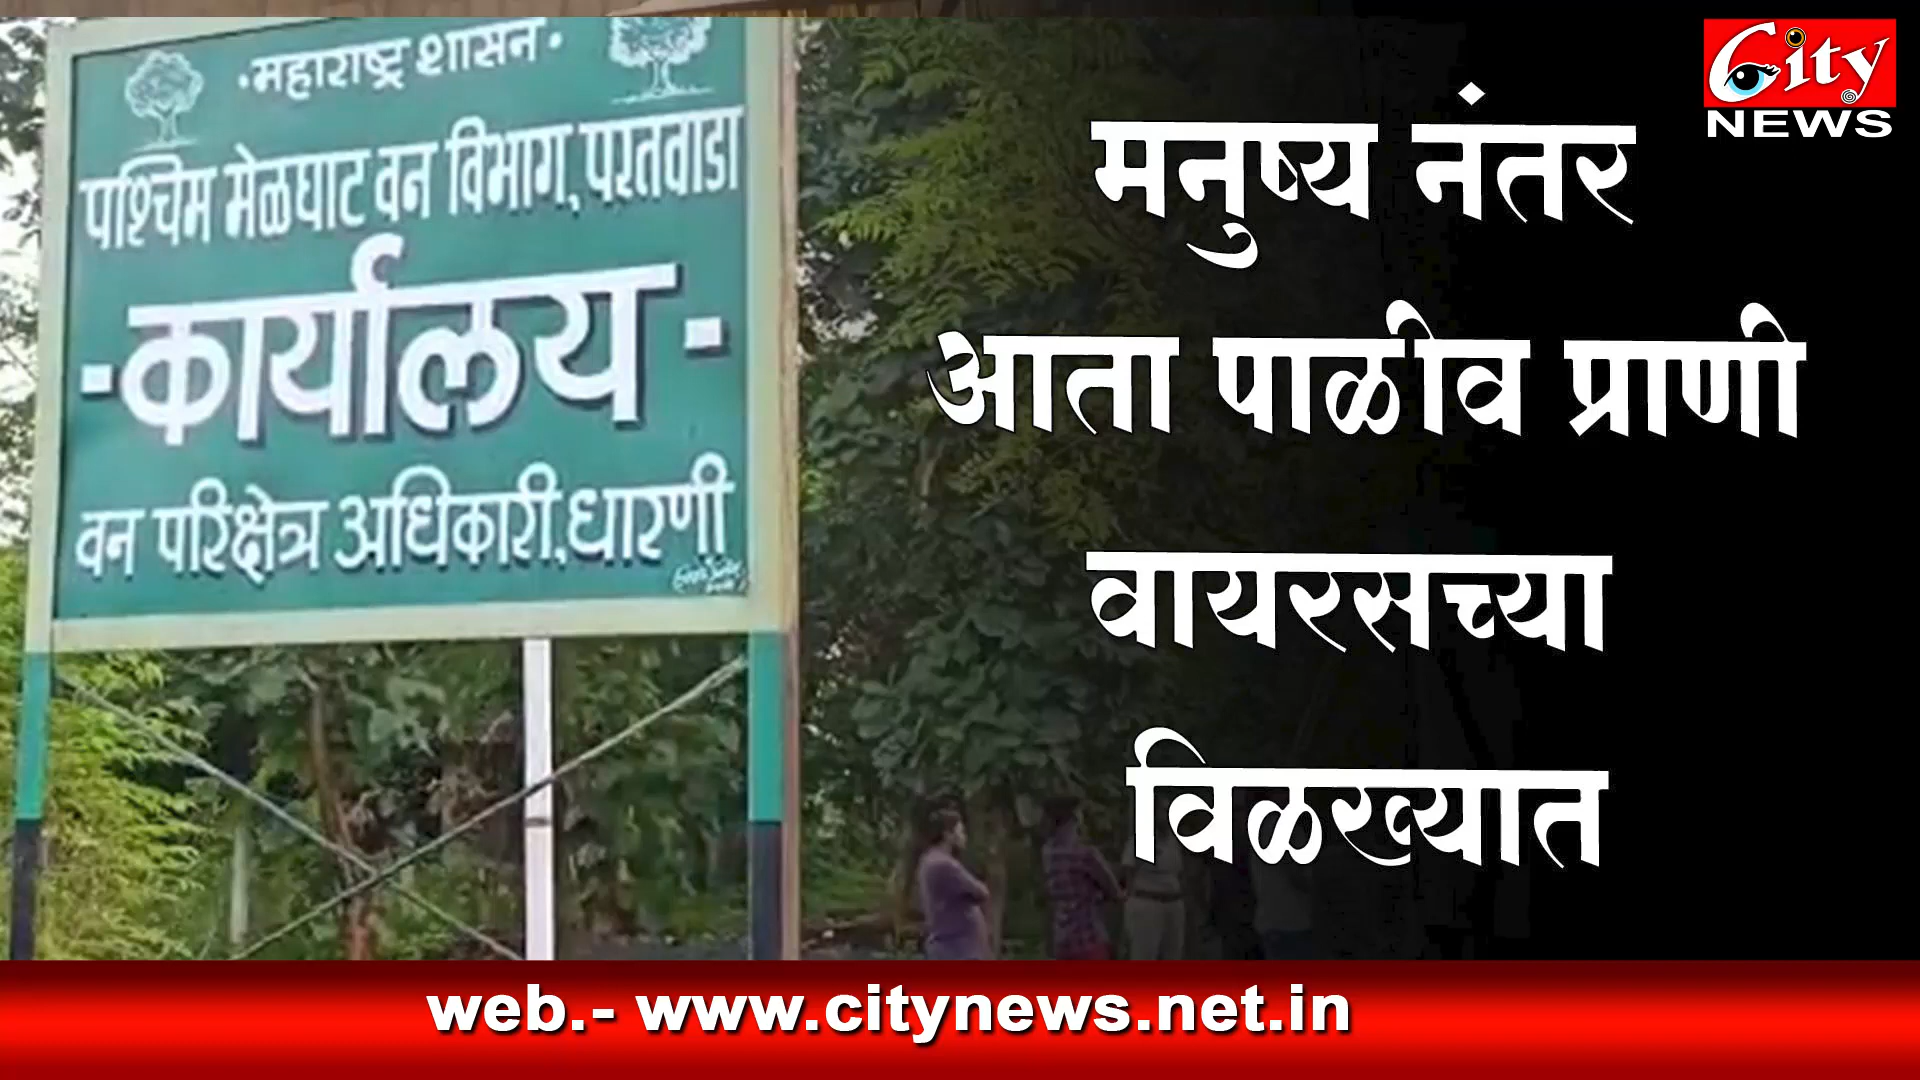 ·महाराष्ट्र शासन·
पश्चिम मेळघाट वन विभाग, परतवाडा
-कार्यालय-
वन परिक्षेत्र अधिकारी,धारणी
मनुष्य नंतर
आता पाळीव प्राणी
वायरसच्या
विळख्यात
City
NEWS
web.- www.citynews.net.in